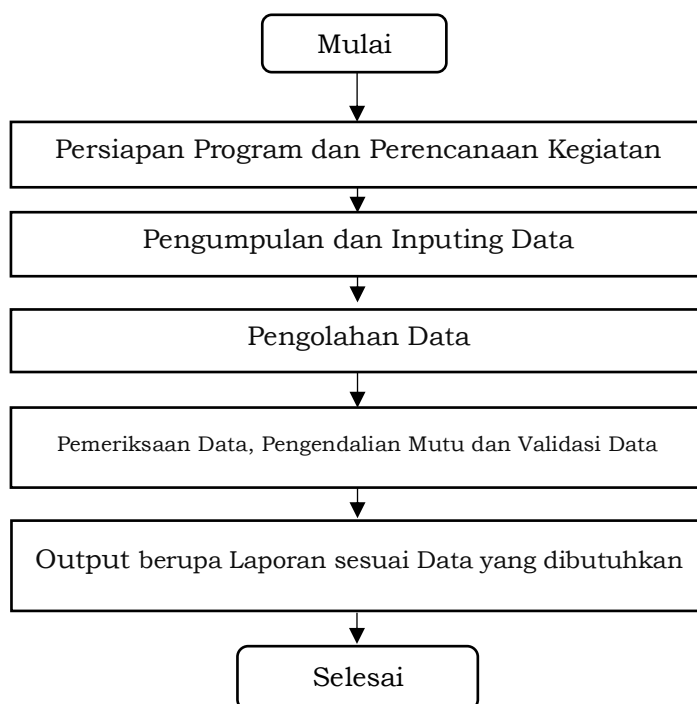 Mulai
Persiapan Program dan Perencanaan Kegiatan
Pengumpulan dan Inputing Data
Pengolahan Data
Pemeriksaan Data, Pengendalian Mutu dan Validasi Data
Output berupa Laporan sesuai Data yang dibutuhkan
Selesai